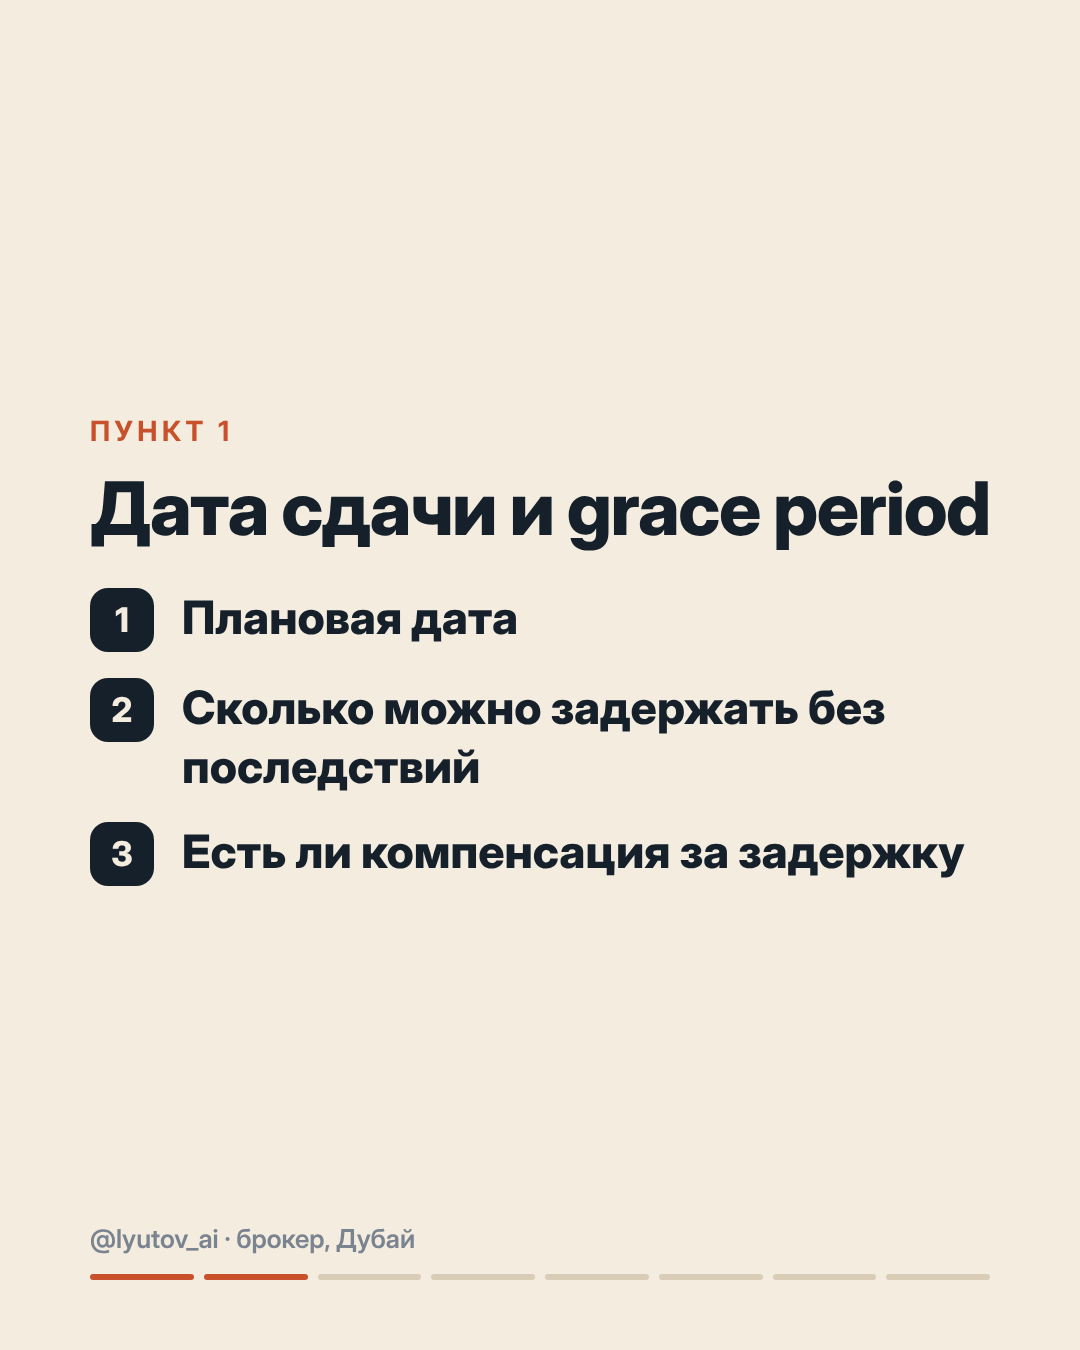 ПУНКТ 1
Дата сдачи и grace period
1 Плановая дата
2 Сколько можно задержать без
последствий
3 Есть ли компенсация за задержку
@lyutov_ai · брокер, Дубай